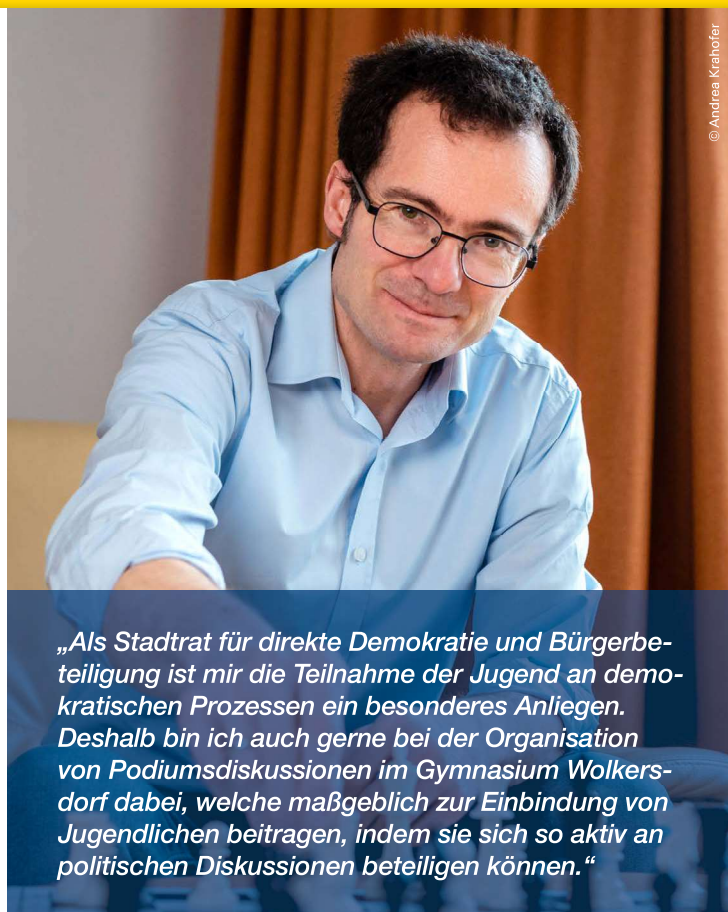 © Andrea Krahofer
„Als Stadtrat für direkte Demokratie und Bürgerbe-
teiligung ist mir die Teilnahme der Jugend an demo-
kratischen Prozessen ein besonderes Anliegen.
Deshalb bin ich auch gerne bei der Organisation
von Podiumsdiskussionen im Gymnasium Wolkers-
dorf dabei, welche maßgeblich zur Einbindung von
Jugendlichen beitragen, indem sie sich so aktiv an
politischen Diskussionen beteiligen können.“